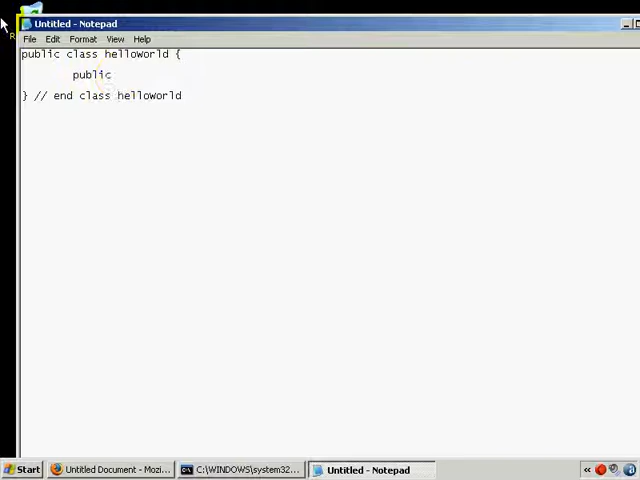 Untitled - Notepad
File Edit Format View Help
public class helloWorld {
public
} // end class helloWorld
Start Untitled Document - Mozi... C:\WINDOWS\system32... Untitled - Notepad «